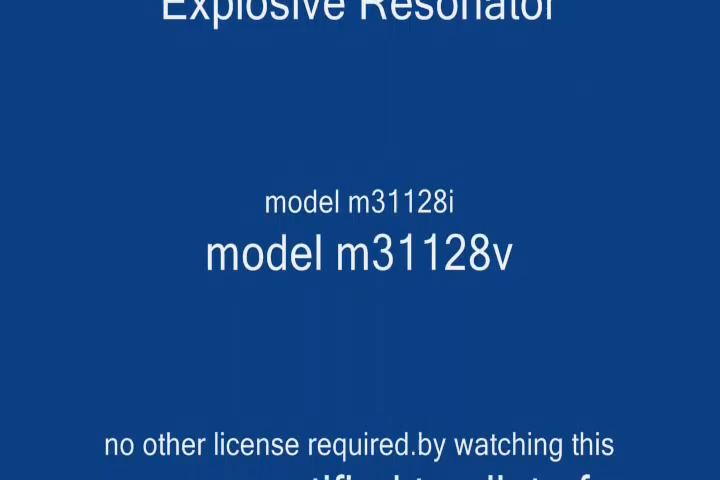 Explosive Resonator
model m31128i
model m31128v
no other license required.by watching this